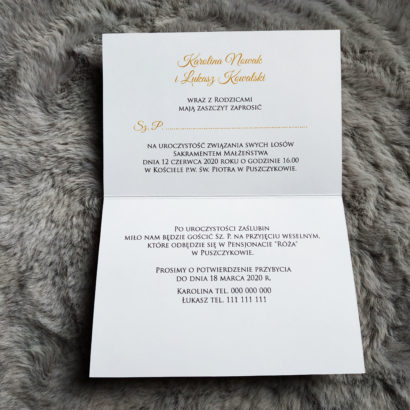 Karolina Nowak
i Łukasz Kowalski
wraz z Rodzicami
mają zaszczyt zaprosić
Sz. P. ..........................................................
na uroczystość związania swych losów
Sakramentem Małżeństwa
dnia 12 czerwca 2020 roku o godzinie 16.00
w Kościele p.w. św. Piotra w Puszczykowie.
Po uroczystości zaślubin
miło nam będzie gościć Sz. P. na przyjęciu weselnym,
które odbędzie się w Pensjonacie "Róża"
w Puszczykowie.
Prosimy o potwierdzenie przybycia
do dnia 18 marca 2020 r.
Karolina tel. 000 000 000
Łukasz tel. 111 111 111